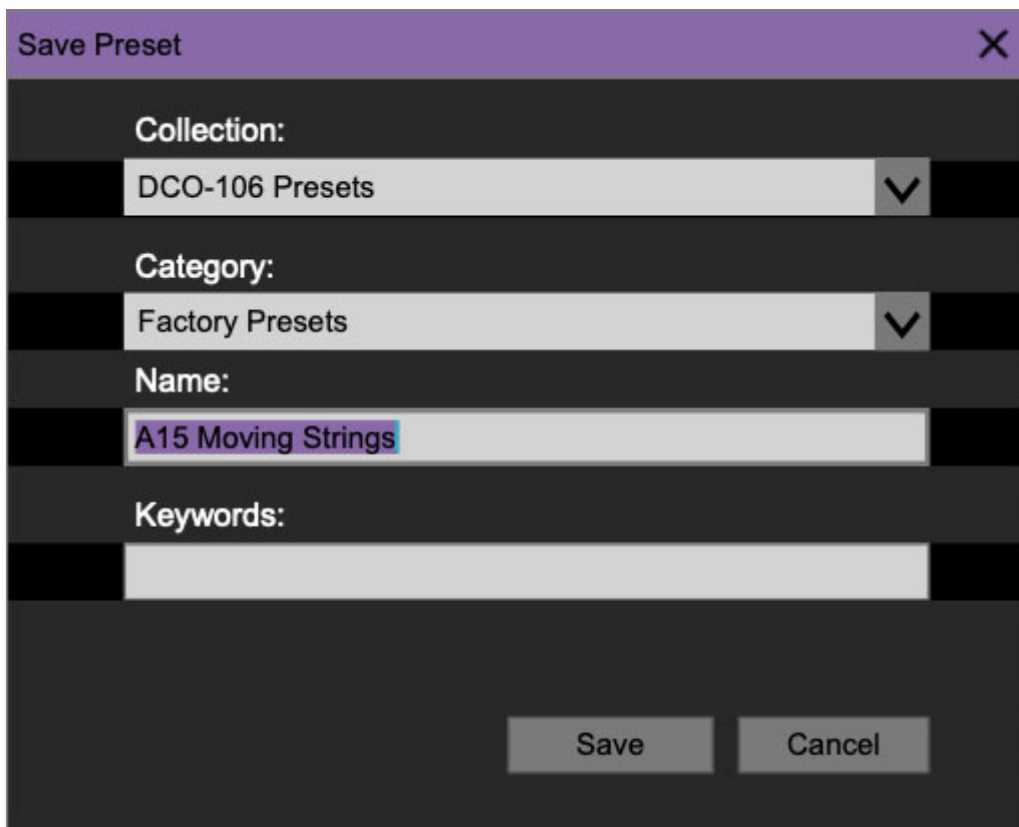 Save Preset
Collection:
DCO-106 Presets
Category:
Factory Presets
Name:
A15 Moving Strings
Keywords:
Save Cancel